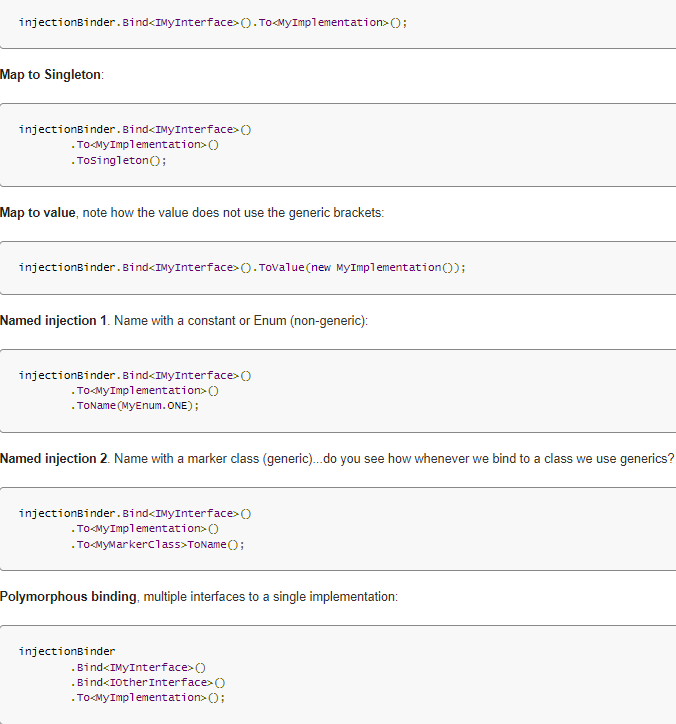 injectionBinder.Bind<IMyInterface>().To<MyImplementation>();
Map to Singleton:
injectionBinder.Bind<IMyInterface>()
.To<MyImplementation>()
.ToSingleton();
Map to value, note how the value does not use the generic brackets:
injectionBinder.Bind<IMyInterface>().ToValue(new MyImplementation());
Named injection 1. Name with a constant or Enum (non-generic):
injectionBinder.Bind<IMyInterface>()
.To<MyImplementation>()
.ToName(MyEnum.ONE);
Named injection 2. Name with a marker class (generic)...do you see how whenever we bind to a class we use generics?
injectionBinder.Bind<IMyInterface>()
.To<MyImplementation>()
.To<MyMarkerClass>ToName();
Polymorphous binding, multiple interfaces to a single implementation:
injectionBinder
.Bind<IMyInterface>()
.Bind<IOtherInterface>()
.To<MyImplementation>();